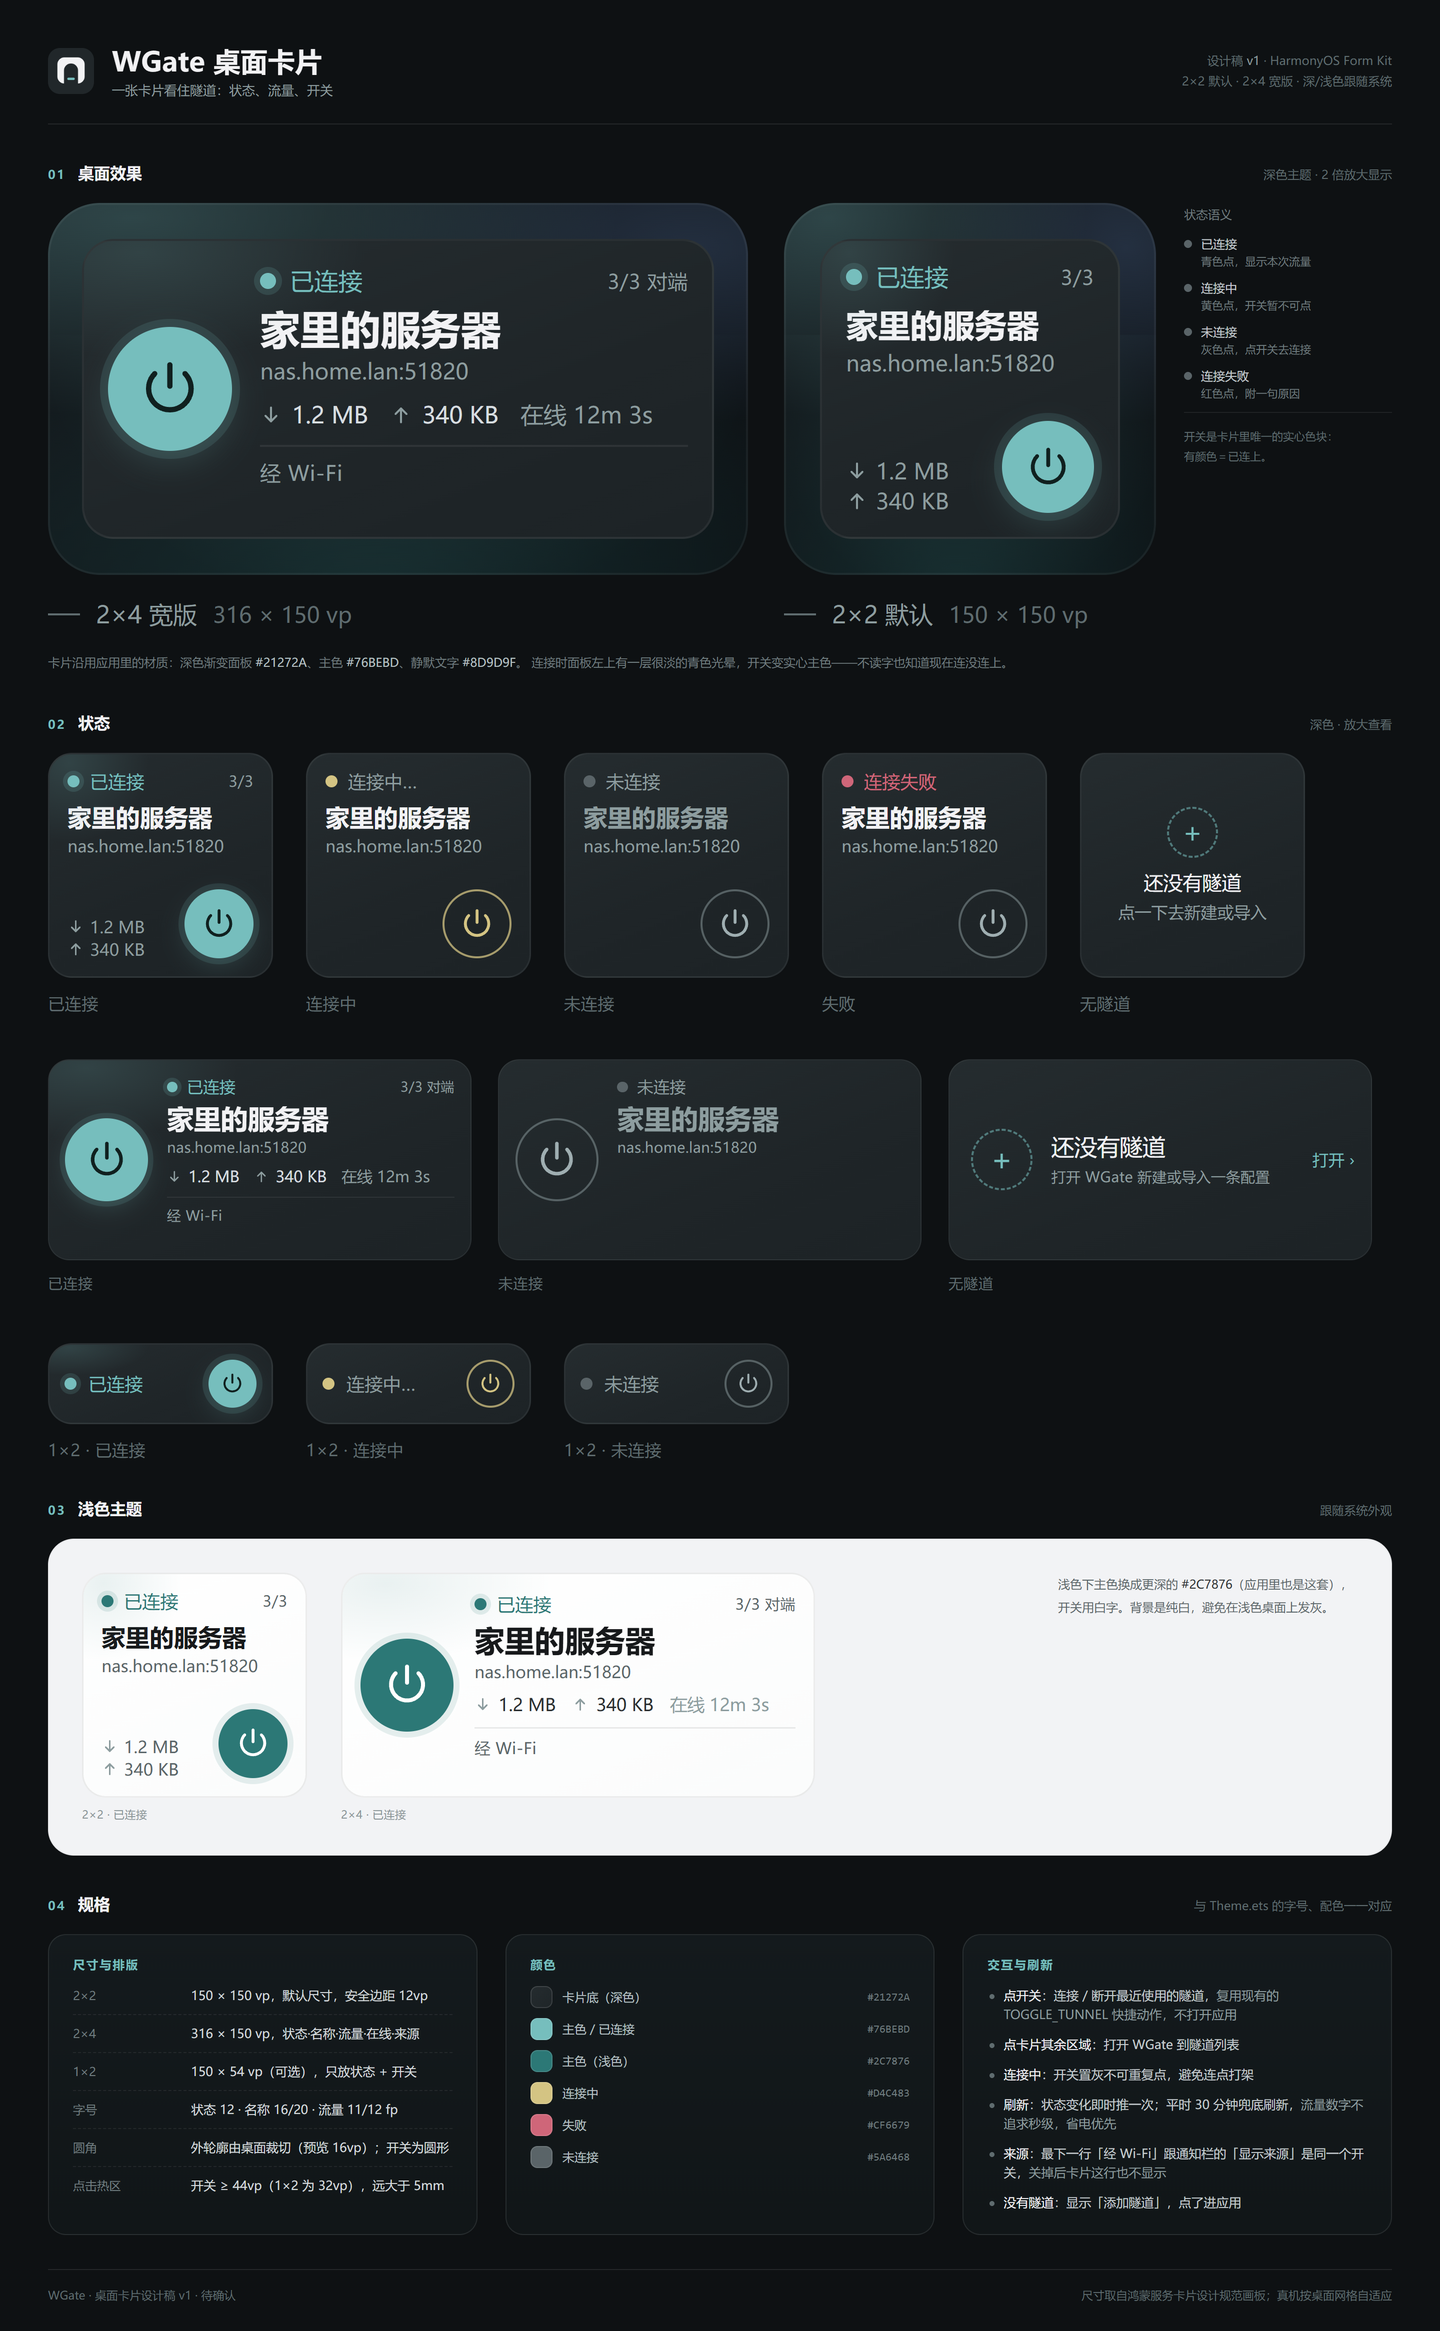 WGate 桌面卡片
一张卡片看住隧道：状态、流量、开关
设计稿 v1 · HarmonyOS Form Kit
2×2 默认 · 2×4 宽版 · 深/浅色跟随系统
01 桌面效果
深色主题 · 2 倍放大显示
已连接
3/3 对端
家里的服务器
nas.home.lan:51820
↓ 1.2 MB ↑ 340 KB 在线 12m 3s
经 Wi-Fi
已连接
3/3
家里的服务器
nas.home.lan:51820
↓ 1.2 MB
↑ 340 KB
状态语义
已连接
青色点，显示本次流量
连接中
黄色点，开关暂不可点
未连接
灰色点，点开关去连接
连接失败
红色点，附一句原因
开关是卡片里唯一的实心色块：
有颜色 = 已连上。
2×4 宽版 316 × 150 vp
2×2 默认 150 × 150 vp
卡片沿用应用里的材质：深色渐变面板 #21272A、主色 #76BEBD、静默文字 #8D9D9F。 连接时面板左上有一层很淡的青色光晕，开关变实心主色——不读字也知道现在连没连上。
02 状态
深色 · 放大查看
已连接
3/3
家里的服务器
nas.home.lan:51820
↓ 1.2 MB
↑ 340 KB
连接中...
家里的服务器
nas.home.lan:51820
未连接
家里的服务器
nas.home.lan:51820
连接失败
家里的服务器
nas.home.lan:51820
+
还没有隧道
点一下去新建或导入
已连接
连接中
未连接
失败
无隧道
已连接
3/3 对端
家里的服务器
nas.home.lan:51820
↓ 1.2 MB ↑ 340 KB 在线 12m 3s
经 Wi-Fi
未连接
家里的服务器
nas.home.lan:51820
+
还没有隧道
打开 WGate 新建或导入一条配置
打开 ›
已连接
未连接
无隧道
已连接
连接中...
未连接
1×2 · 已连接
1×2 · 连接中
1×2 · 未连接
03 浅色主题
跟随系统外观
已连接
3/3
家里的服务器
nas.home.lan:51820
↓ 1.2 MB
↑ 340 KB
2×2 · 已连接
已连接
3/3 对端
家里的服务器
nas.home.lan:51820
↓ 1.2 MB ↑ 340 KB 在线 12m 3s
经 Wi-Fi
2×4 · 已连接
浅色下主色换成更深的 #2C7876（应用里也是这套），
开关用白字。背景是纯白，避免在浅色桌面上发灰。
04 规格
与 Theme.ets 的字号、配色一一对应
尺寸与排版
2×2 150 × 150 vp，默认尺寸，安全边距 12vp
2×4 316 × 150 vp，状态·名称·流量·在线·来源
1×2 150 × 54 vp（可选），只放状态 + 开关
字号 状态 12 · 名称 16/20 · 流量 11/12 fp
圆角 外轮廓由桌面裁切（预览 16vp）；开关为圆形
点击热区 开关 ≥ 44vp（1×2 为 32vp），远大于 5mm
颜色
卡片底（深色） #21272A
主色 / 已连接 #76BEBD
主色（浅色） #2C7876
连接中 #D4C483
失败 #CF6679
未连接 #5A6468
交互与刷新
点开关：连接 / 断开最近使用的隧道，复用现有的
TOGGLE_TUNNEL 快捷动作，不打开应用
点卡片其余区域：打开 WGate 到隧道列表
连接中：开关置灰不可重复点，避免连点打架
刷新：状态变化即时推一次；平时 30 分钟兜底刷新，流量数字不
追求秒级，省电优先
来源：最下一行「经 Wi-Fi」跟通知栏的「显示来源」是同一个开
关，关掉后卡片这行也不显示
没有隧道：显示「添加隧道」，点了进应用
WGate · 桌面卡片设计稿 v1 · 待确认
尺寸取自鸿蒙服务卡片设计规范画板；真机按桌面网格自适应